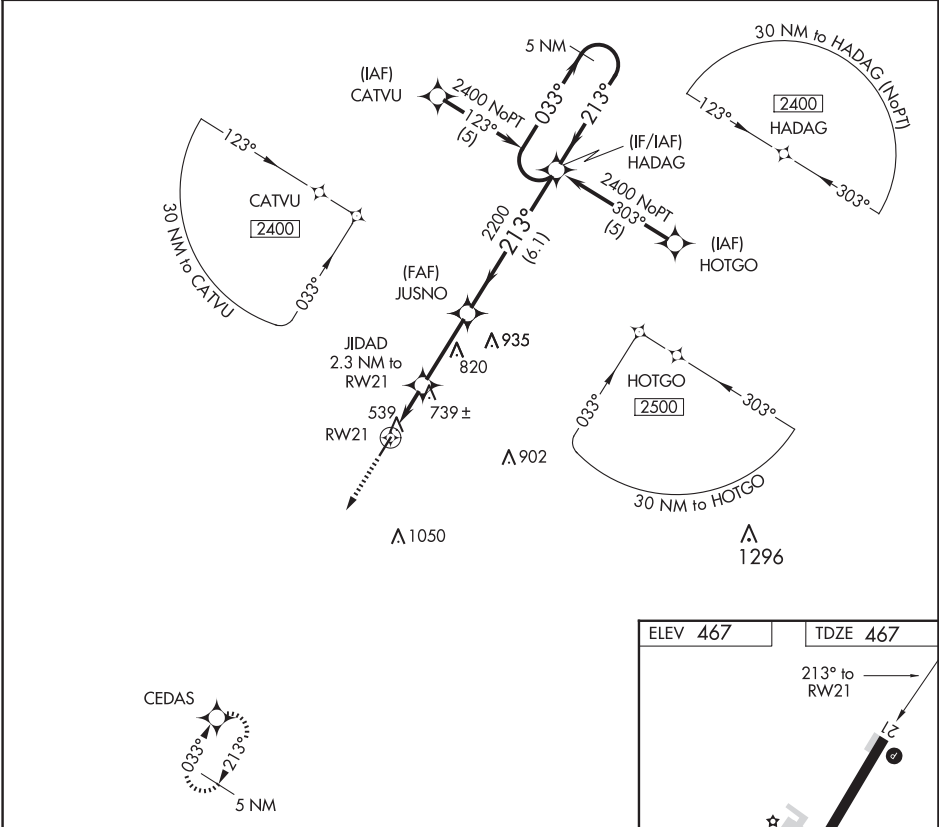 5 NM
033°
213°
(IAF)
CATVU
2400 NoPT
123°
(5)
(IF/IAF)
HADAG
2400 NoPT
303°
(5)
(IAF)
HOTGO
30 NM to HADAG (NoPT)
123°
2400
HADAG
303°
123°
CATVU
2400
30 NM to CATVU
033°
2200
213°
(6.1)
(FAF)
JUSNO
935
820
JIDAD
2.3 NM to
RW21
539
739 ±
RW21
902
1050
HOTGO
2500
033°
303°
30 NM to HOTGO
1296
CEDAS
033°
213°
5 NM
ELEV 467
TDZE 467
213° to
RW21
21
P